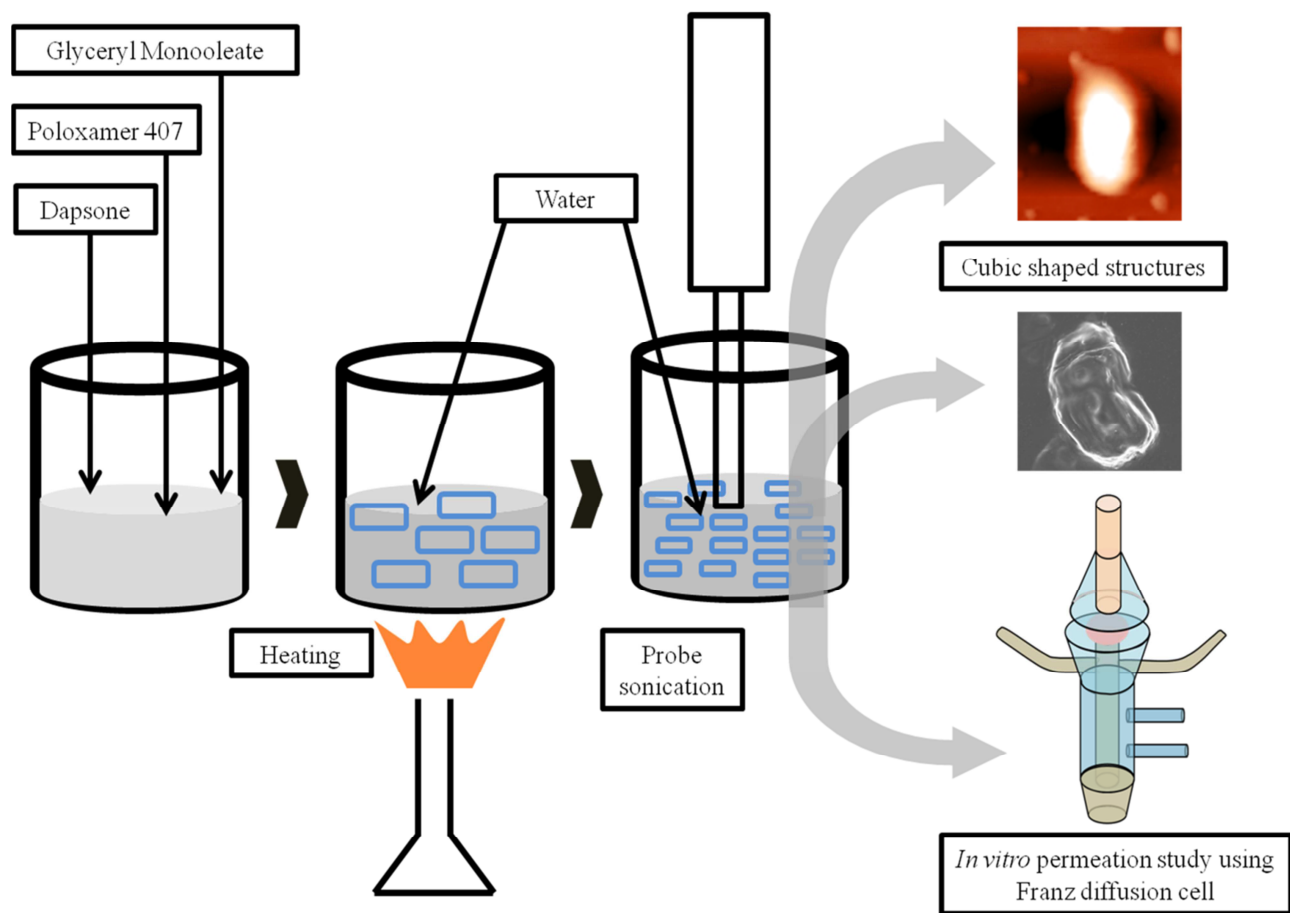 Glyceryl Monooleate
Poloxamer 407
Dapsone
Water
Heating
Probe
sonication
Cubic shaped structures
In vitro permeation study using
Franz diffusion cell